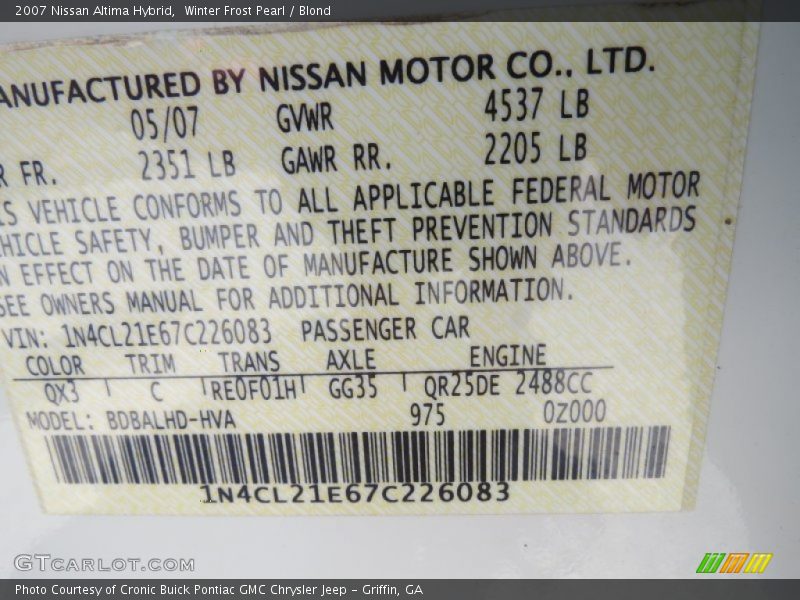 2007 Nissan Altima Hybrid,  Winter Frost Pearl / Blond
ANUFACTURED BY NISSAN MOTOR CO., LTD.
05/07 GVWR 4537 LB
R FR. 2351 LB GAWR RR. 2205 LB
IS VEHICLE CONFORMS TO ALL APPLICABLE FEDERAL MOTOR
HICLE SAFETY, BUMPER AND THEFT PREVENTION STANDARDS
N EFFECT ON THE DATE OF MANUFACTURE SHOWN ABOVE.
SEE OWNERS MANUAL FOR ADDITIONAL INFORMATION.
VIN: 1N4CL21E67C226083 PASSENGER CAR
COLOR TRIM TRANS AXLE ENGINE
QX3 C RE0F01H GG35 QR25DE 2488CC
MODEL: BDBALHD-HVA 975 0Z000
1N4CL21E67C226083
GTCARLOT.COM
Photo Courtesy of Cronic Buick Pontiac GMC Chrysler Jeep – Griffin, GA